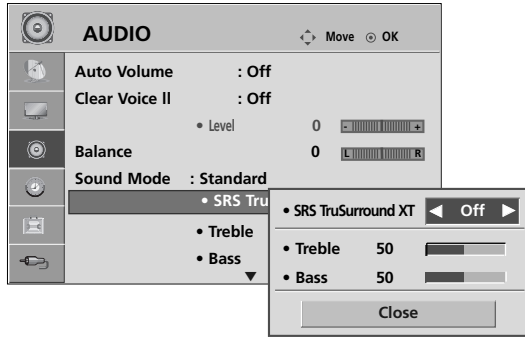 AUDIO Move OK
Auto Volume : Off
Clear Voice ll : Off
• Level 0 - +
Balance 0 L R
Sound Mode : Standard
• SRS Tru
• Treble
• Bass
• SRS TruSurround XT Off
• Treble 50
• Bass 50
Close